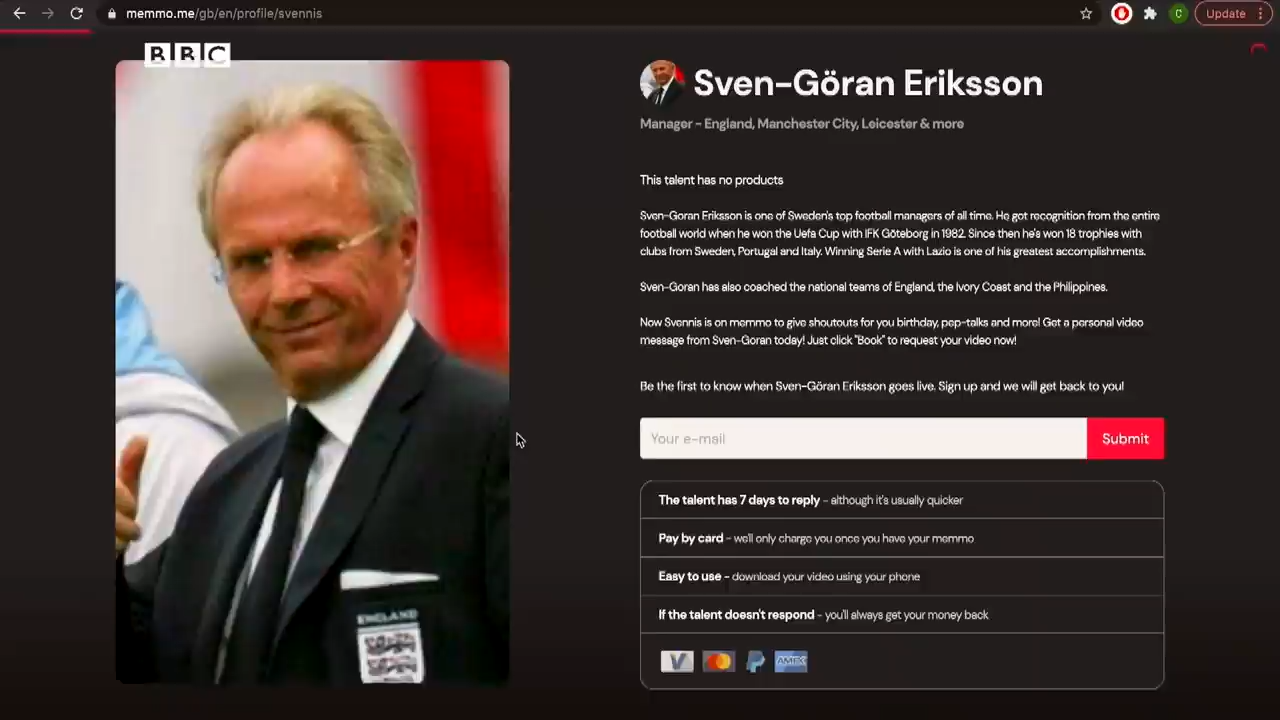 memmo.me/gb/en/profile/svennis
C
Update
BBC
Sven-Göran Eriksson
Manager - England, Manchester City, Leicester & more
This talent has no products
Sven-Goran Eriksson is one of Sweden's top football managers of all time. He got recognition from the entire
football world when he won the Uefa Cup with IFK Göteborg in 1982. Since then he's won 18 trophies with
clubs from Sweden, Portugal and Italy. Winning Serie A with Lazio is one of his greatest accomplishments.
Sven-Goran has also coached the national teams of England, the Ivory Coast and the Philippines.
Now Svennis is on memmo to give shoutouts for you birthday, pep-talks and more! Get a personal video
message from Sven-Goran today! Just click "Book" to request your video now!
Be the first to know when Sven-Göran Eriksson goes live. Sign up and we will get back to you!
Your e-mail
Submit
The talent has 7 days to reply - although it's usually quicker
Pay by card - we'll only charge you once you have your memmo
Easy to use - download your video using your phone
If the talent doesn't respond - you'll always get your money back
AMEX
ENGLAND